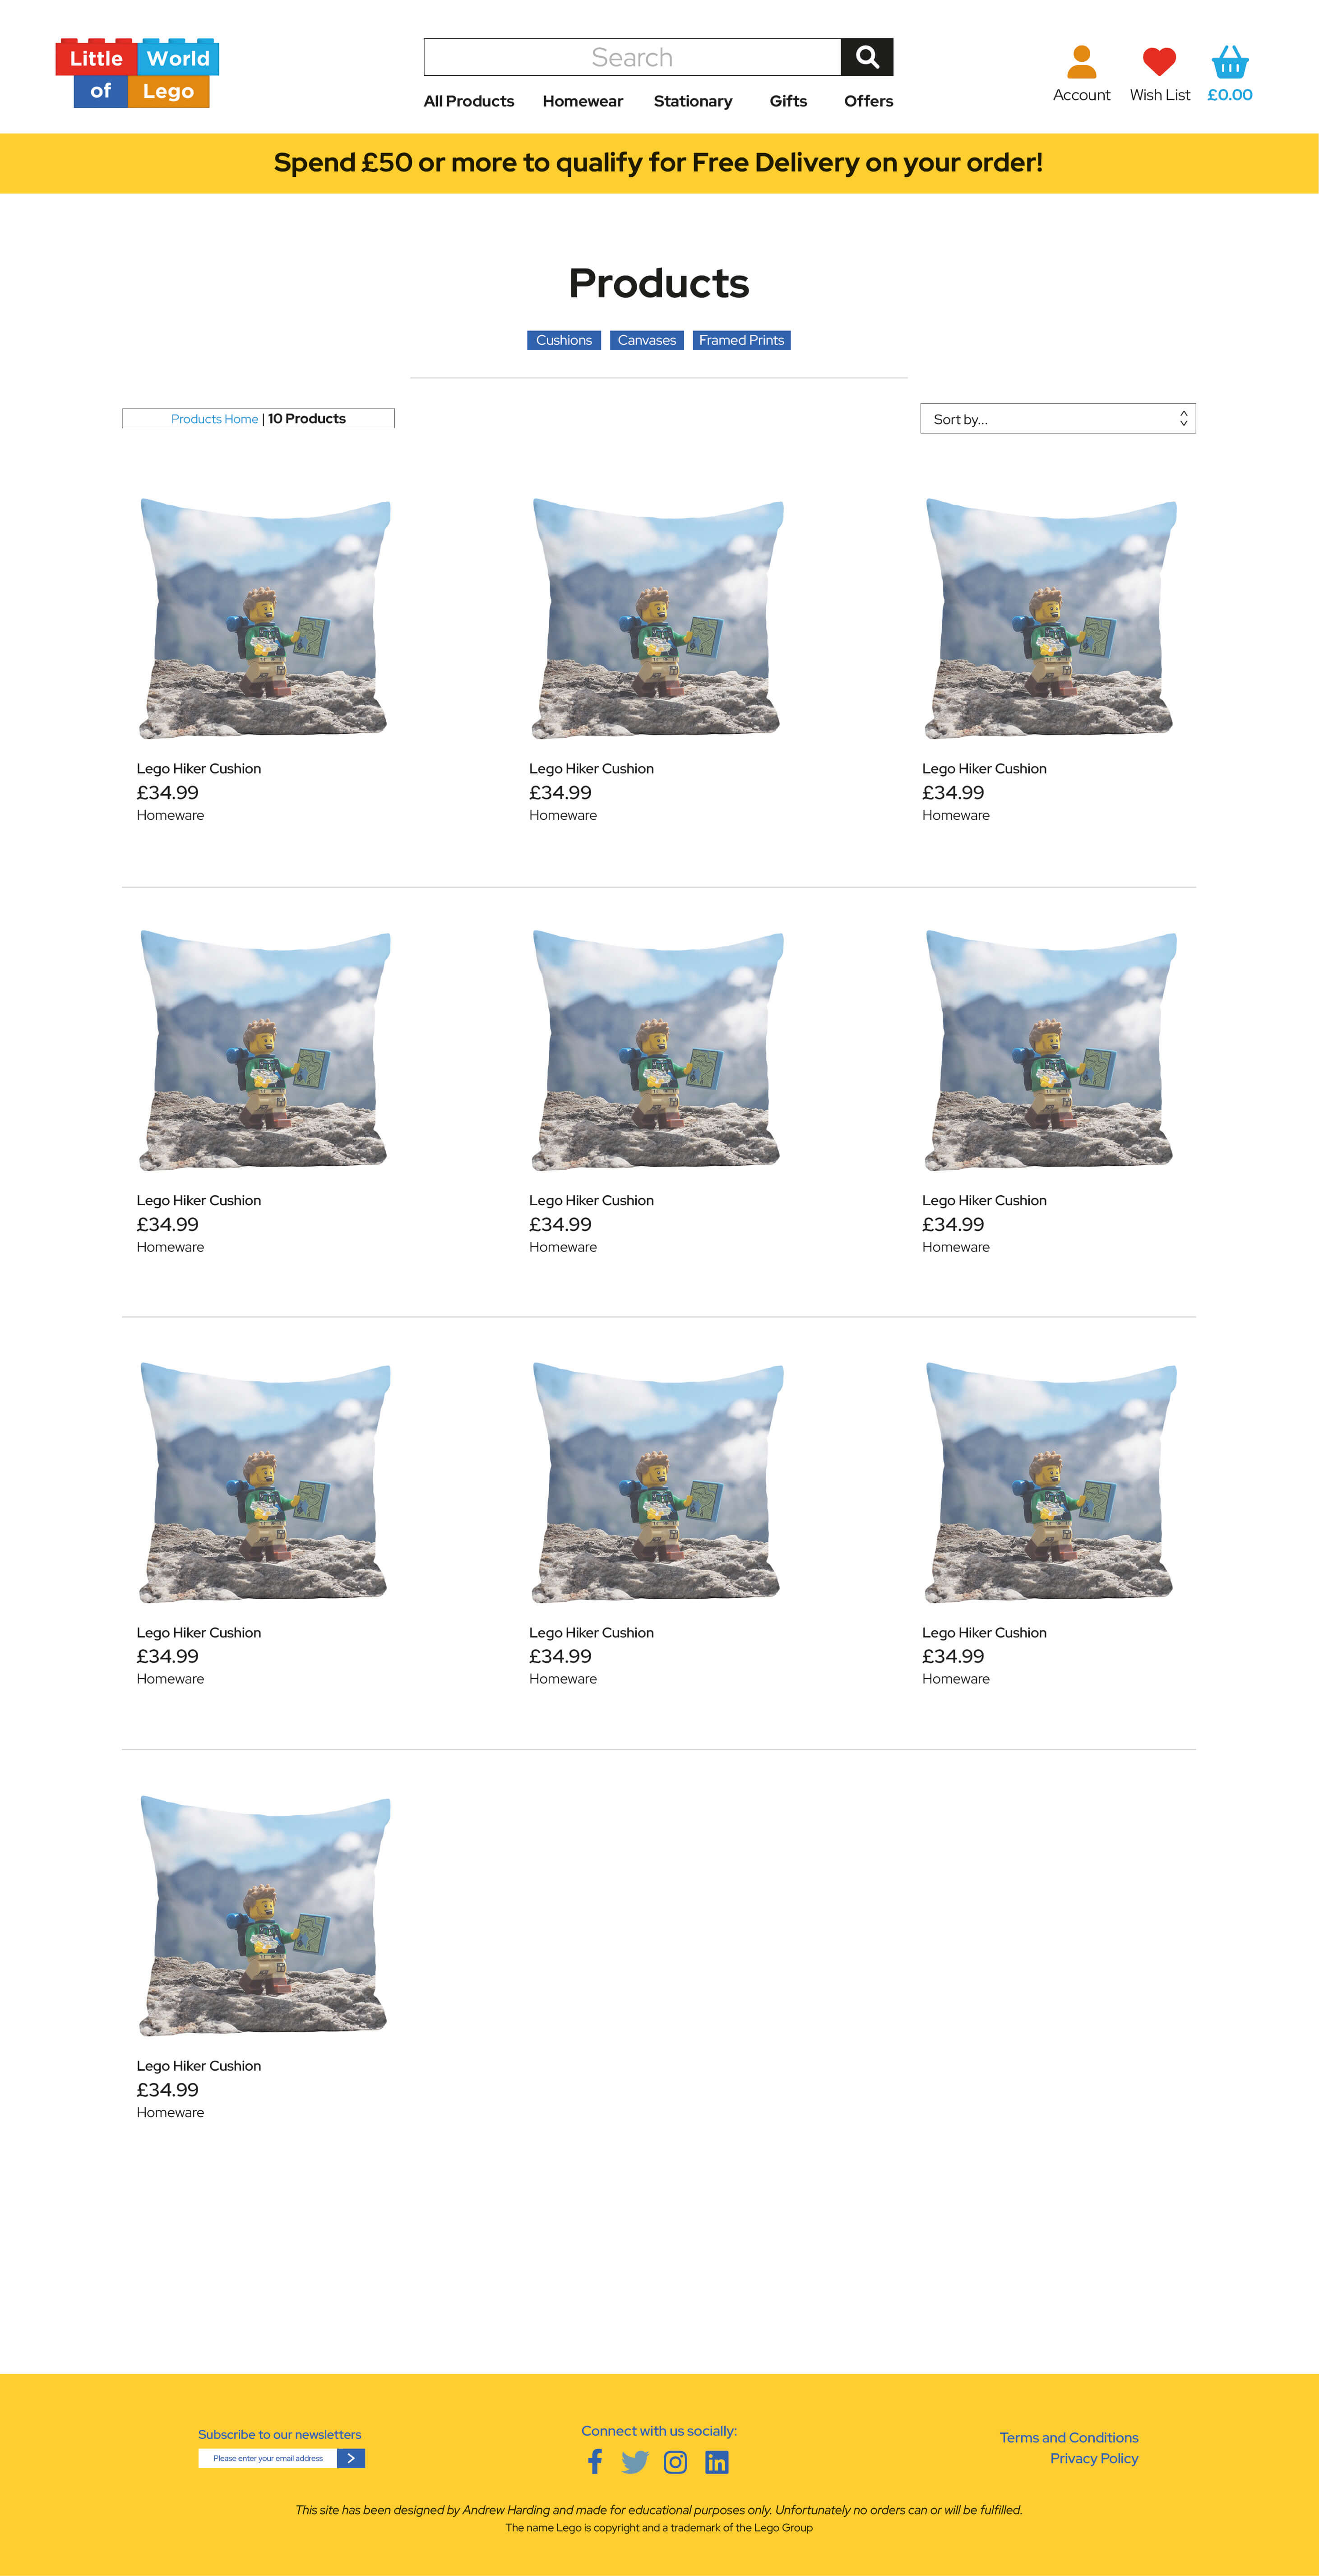 Little World
of Lego
Search
All Products Homewear Stationary Gifts Offers
Account Wish List £0.00
Spend £50 or more to qualify for Free Delivery on your order!
Products
Cushions Canvases Framed Prints
Products Home | 10 Products
Sort by...
Lego Hiker Cushion Lego Hiker Cushion Lego Hiker Cushion
£34.99 £34.99 £34.99
Homeware Homeware Homeware
Lego Hiker Cushion Lego Hiker Cushion Lego Hiker Cushion
£34.99 £34.99 £34.99
Homeware Homeware Homeware
Lego Hiker Cushion Lego Hiker Cushion Lego Hiker Cushion
£34.99 £34.99 £34.99
Homeware Homeware Homeware
Lego Hiker Cushion
£34.99
Homeware
Subscribe to our newsletters
Please enter your email address >
Connect with us socially:
Terms and Conditions
Privacy Policy
This site has been designed by Andrew Harding and made for educational purposes only. Unfortunately no orders can or will be fulfilled.
The name Lego is copyright and a trademark of the Lego Group